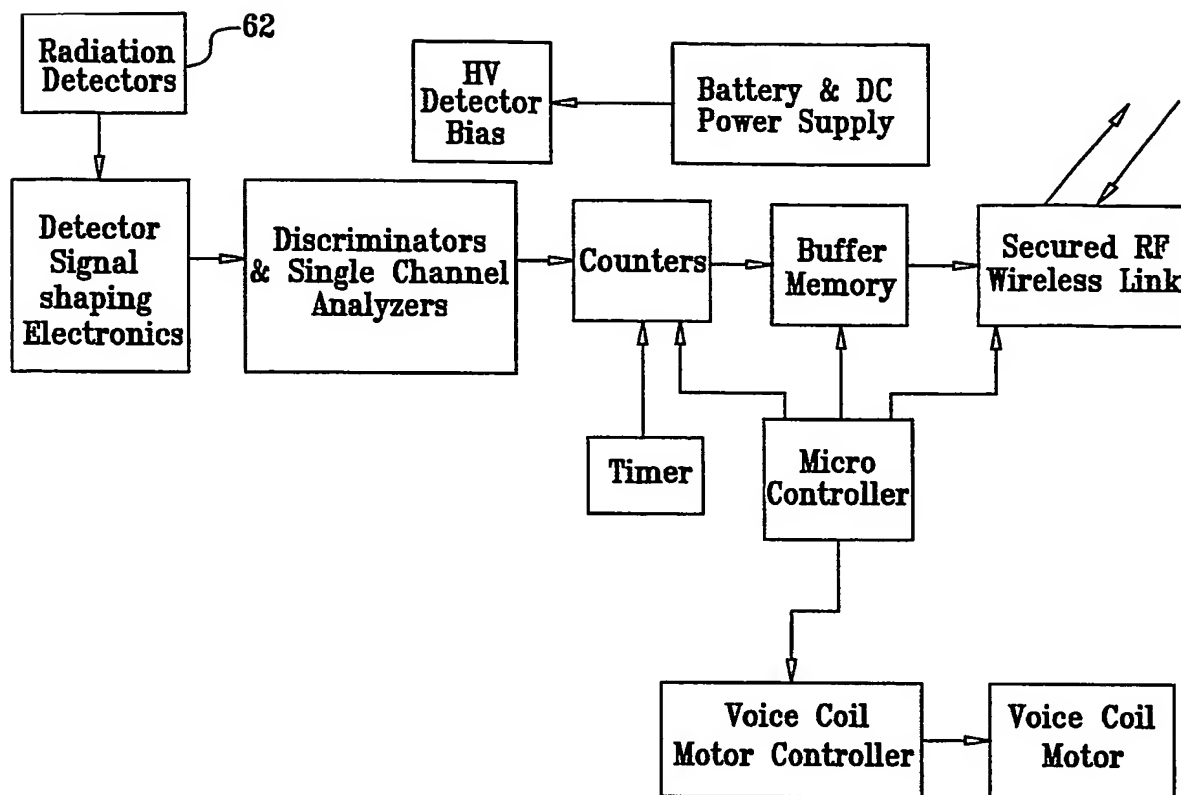 Radiation
Detectors
62
HV
Detector
Bias
Battery & DC
Power Supply
Detector
Signal
shaping
Electronics
Discriminators
& Single Channel
Analyzers
Counters
Buffer
Memory
Secured RF
Wireless Link
Timer
Micro
Controller
Voice Coil
Motor Controller
Voice Coil
Motor